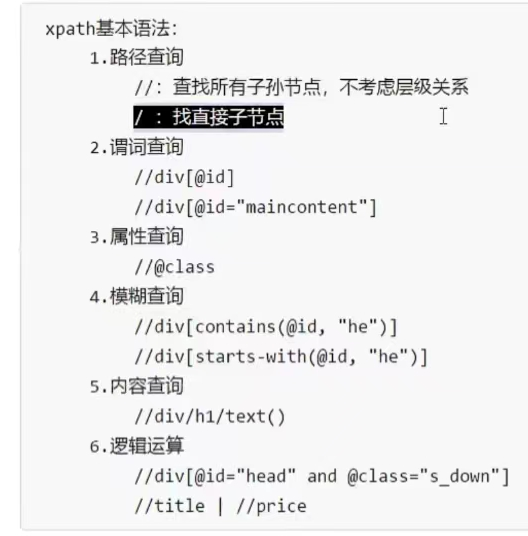 xpath基本语法:
1.路径查询
//: 查找所有子孙节点，不考虑层级关系
/ : 找直接子节点
2.谓词查询
//div[@id]
//div[@id="maincontent"]
3.属性查询
//@class
4.模糊查询
//div[contains(@id, "he")]
//div[starts-with(@id, "he")]
5.内容查询
//div/h1/text()
6.逻辑运算
//div[@id="head" and @class="s_down"]
//title | //price